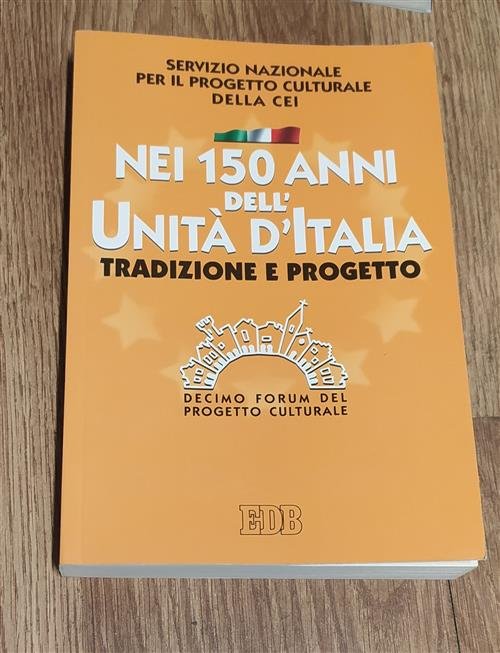 SERVIZIO NAZIONALE
PER IL PROGETTO CULTURALE
DELLA CEI
NEI 150 ANNI
DELL'
UNITÀ D'ITALIA
TRADIZIONE E PROGETTO
DECIMO FORUM DEL
PROGETTO CULTURALE
EDB